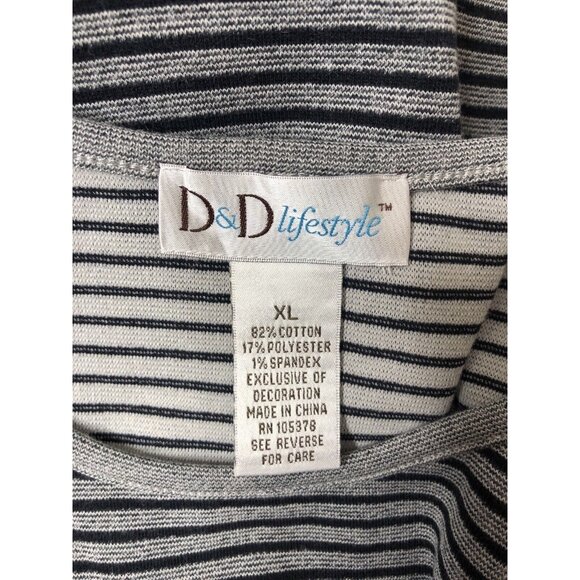 D&D lifestyle™
XL
82% COTTON
17% POLYESTER
1% SPANDEX
EXCLUSIVE OF
DECORATION
MADE IN CHINA
RN 105378
SEE REVERSE
FOR CARE